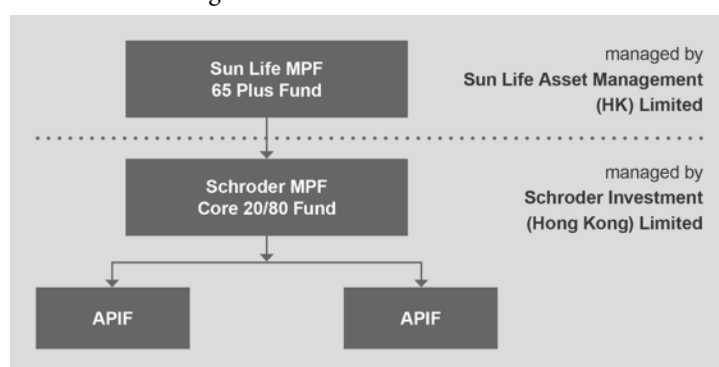 Sun Life MPF
65 Plus Fund
managed by
Sun Life Asset Management
(HK) Limited
Schroder MPF
Core 20/80 Fund
managed by
Schroder Investment
(Hong Kong) Limited
APIF
APIF